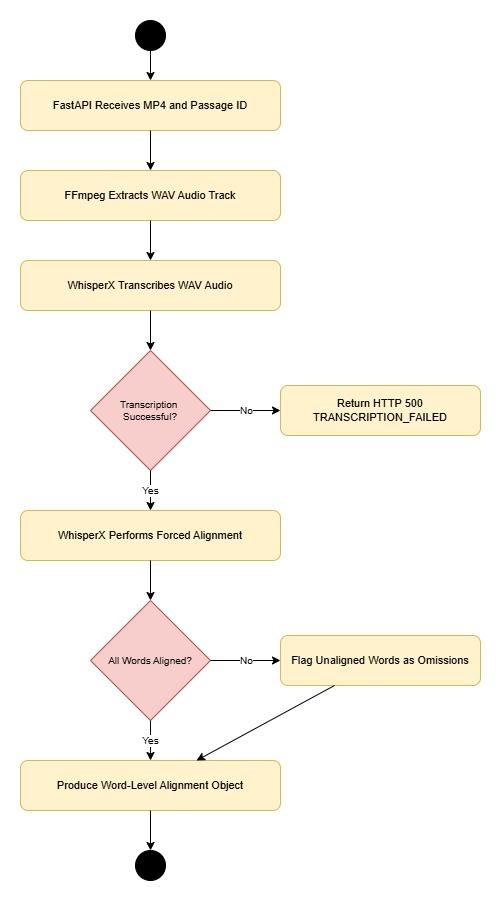 FastAPI Receives MP4 and Passage ID
FFmpeg Extracts WAV Audio Track
WhisperX Transcribes WAV Audio
Transcription
Successful?
No
Return HTTP 500
TRANSCRIPTION_FAILED
Yes
WhisperX Performs Forced Alignment
All Words Aligned?
No
Flag Unaligned Words as Omissions
Yes
Produce Word-Level Alignment Object